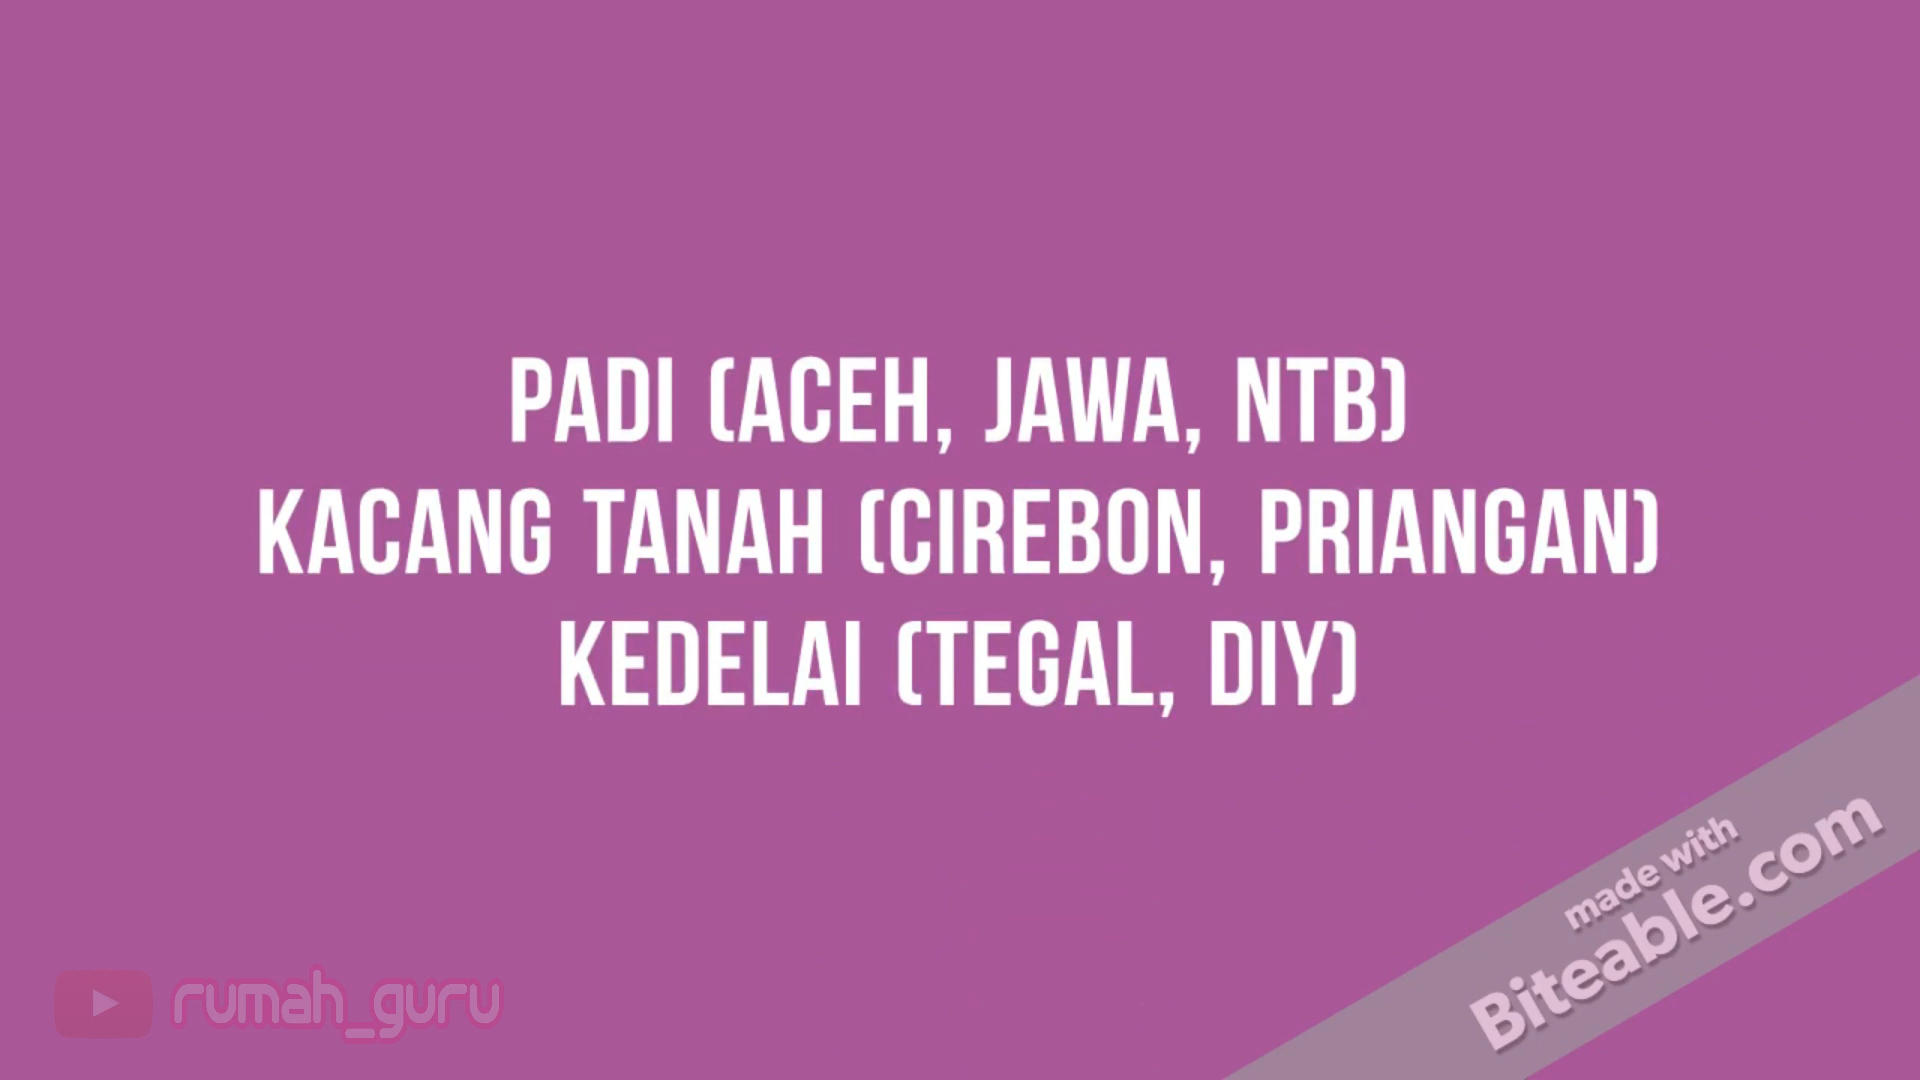 PADI (ACEH, JAWA, NTB)
KACANG TANAH (CIREBON, PRIANGAN)
KEDELAI (TEGAL, DIY)
made with
Biteable.com
rumah_guru